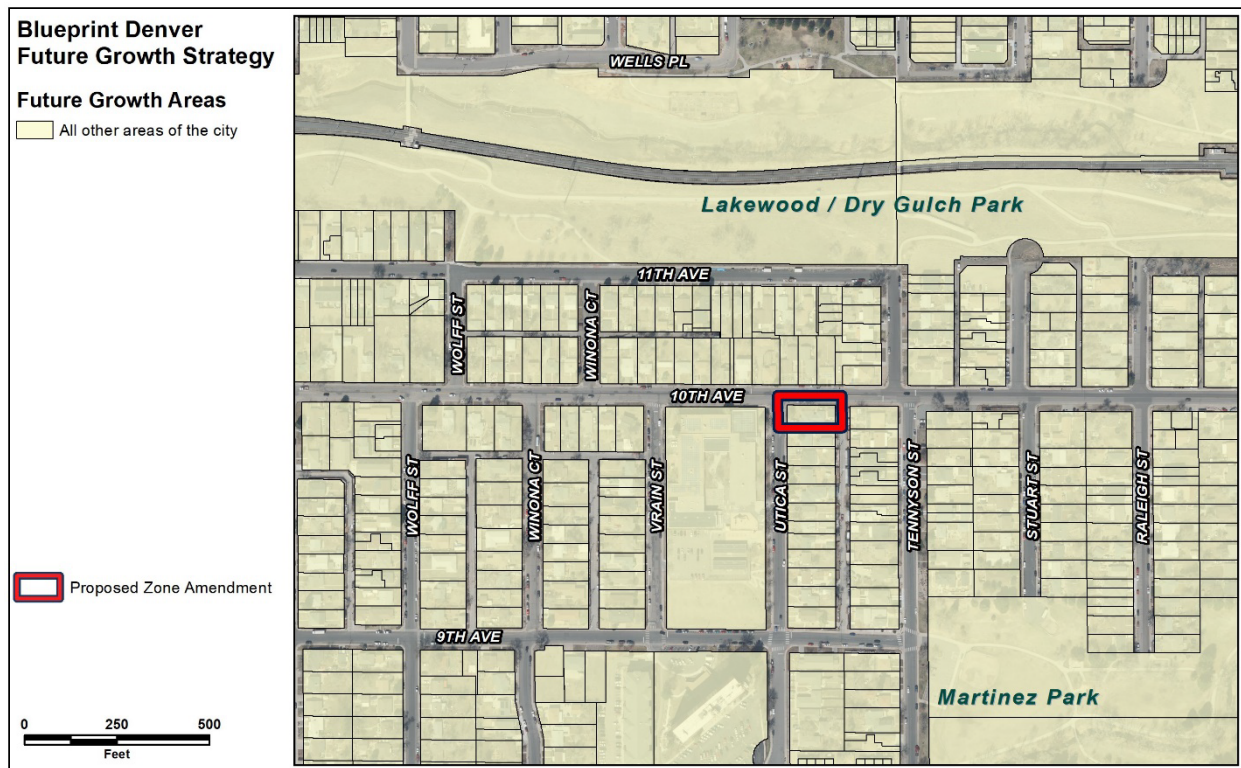 Blueprint Denver
Future Growth Strategy
Future Growth Areas
All other areas of the city
Proposed Zone Amendment
0 250 500
Feet
WELLS PL
Lakewood / Dry Gulch Park
11TH AVE
WOLFF ST
WINONA CT
10TH AVE
WOLFF ST
WINONA CT
VRAIN ST
UTICA ST
TENNYSON ST
STUART ST
RALEIGH ST
9TH AVE
Martinez Park